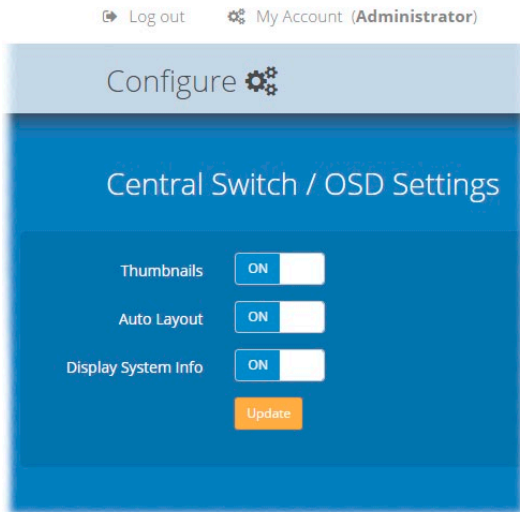 Log out My Account (Administrator)
Configure
Central Switch / OSD Settings
Thumbnails ON
Auto Layout ON
Display System Info ON
Update